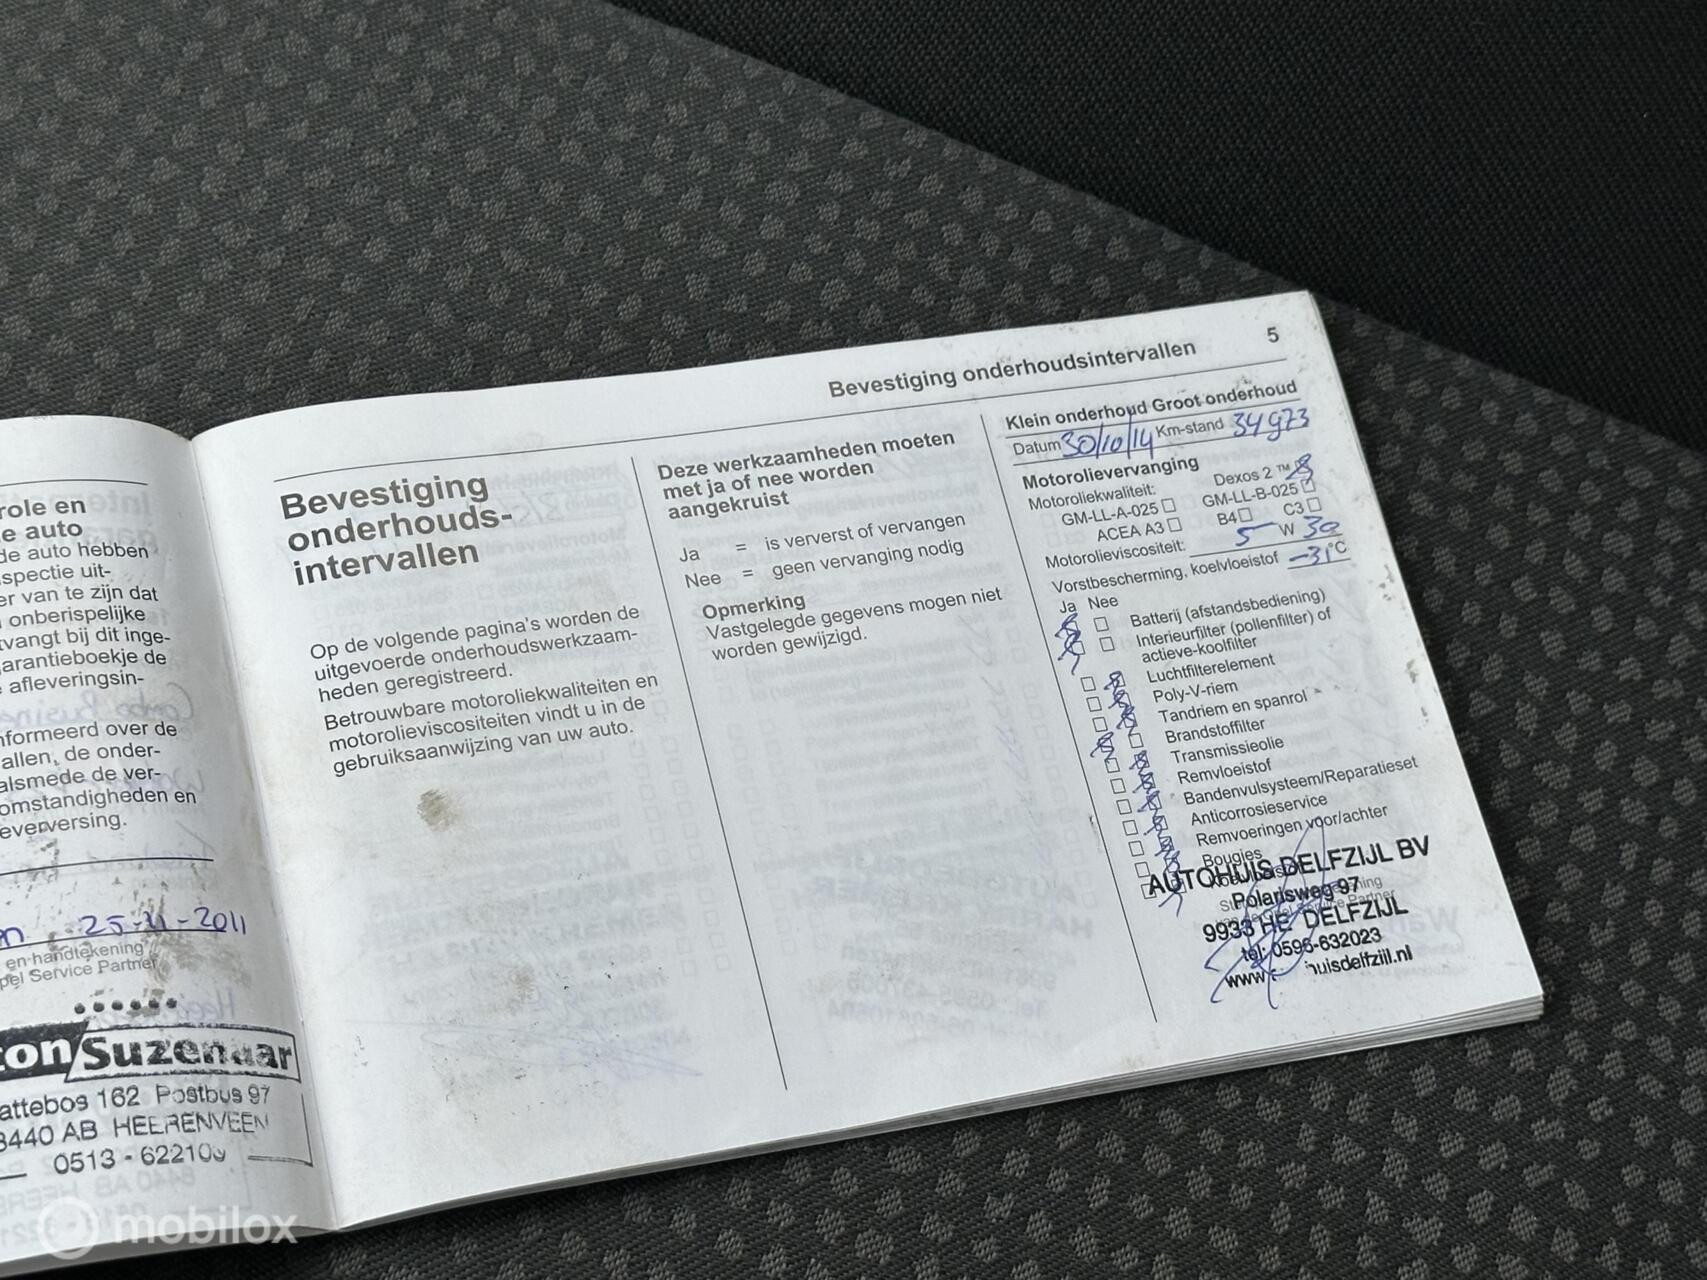 role en
e auto
de auto hebben
spectie uit-
er van te zijn dat
onberispelijke
tvangt bij dit inge-
arantieboekje de
afleveringsin-
nformeerd over de
allen, de onder-
alsmede de ver-
omstandigheden en
everversing.
25-11-2011
en handtekening
pel Service Partner
ton/Suzenaar
attebos 162 Postbus 97
8440 AB HEERENVEEN
0513 - 622109
Bevestiging onderhoudsintervallen 5
Bevestiging
onderhouds-
intervallen
Op de volgende pagina's worden de
uitgevoerde onderhoudswerkzaam-
heden geregistreerd.
Betrouwbare motoroliekwaliteiten en
motorolieviscositeiten vindt u in de
gebruiksaanwijzing van uw auto.
Deze werkzaamheden moeten
met ja of nee worden
aangekruist
Ja = is ververst of vervangen
Nee = geen vervanging nodig
Opmerking
Vastgelegde gegevens mogen niet
worden gewijzigd.
Klein onderhoud Groot onderhoud
Datum 30/10/14 Km-stand 34973
Motorolievervanging
Motoroliekwaliteit: Dexos 2 ™
GM-LL-A-025 GM-LL-B-025
ACEA A3 B4 C3
Motorolieviscositeit: 5 W 30
Vorstbescherming, koelvloeistof -31°C
Ja Nee
Batterij (afstandsbediening)
Interieurfilter (pollenfilter) of
actieve-koolfilter
Luchtfilterelement
Poly-V-riem
Tandriem en spanrol
Brandstoffilter
Transmissieolie
Remvloeistof
Bandenvulsysteem/Reparatieset
Anticorrosieservice
Remvoeringen voor/achter
Bougies
AUTOHUIS DELFZIJL BV
Polarisweg 97
9933 HE DELFZIJL
tel: 0596-632023
www. huisdelfzijl.nl
mobilox